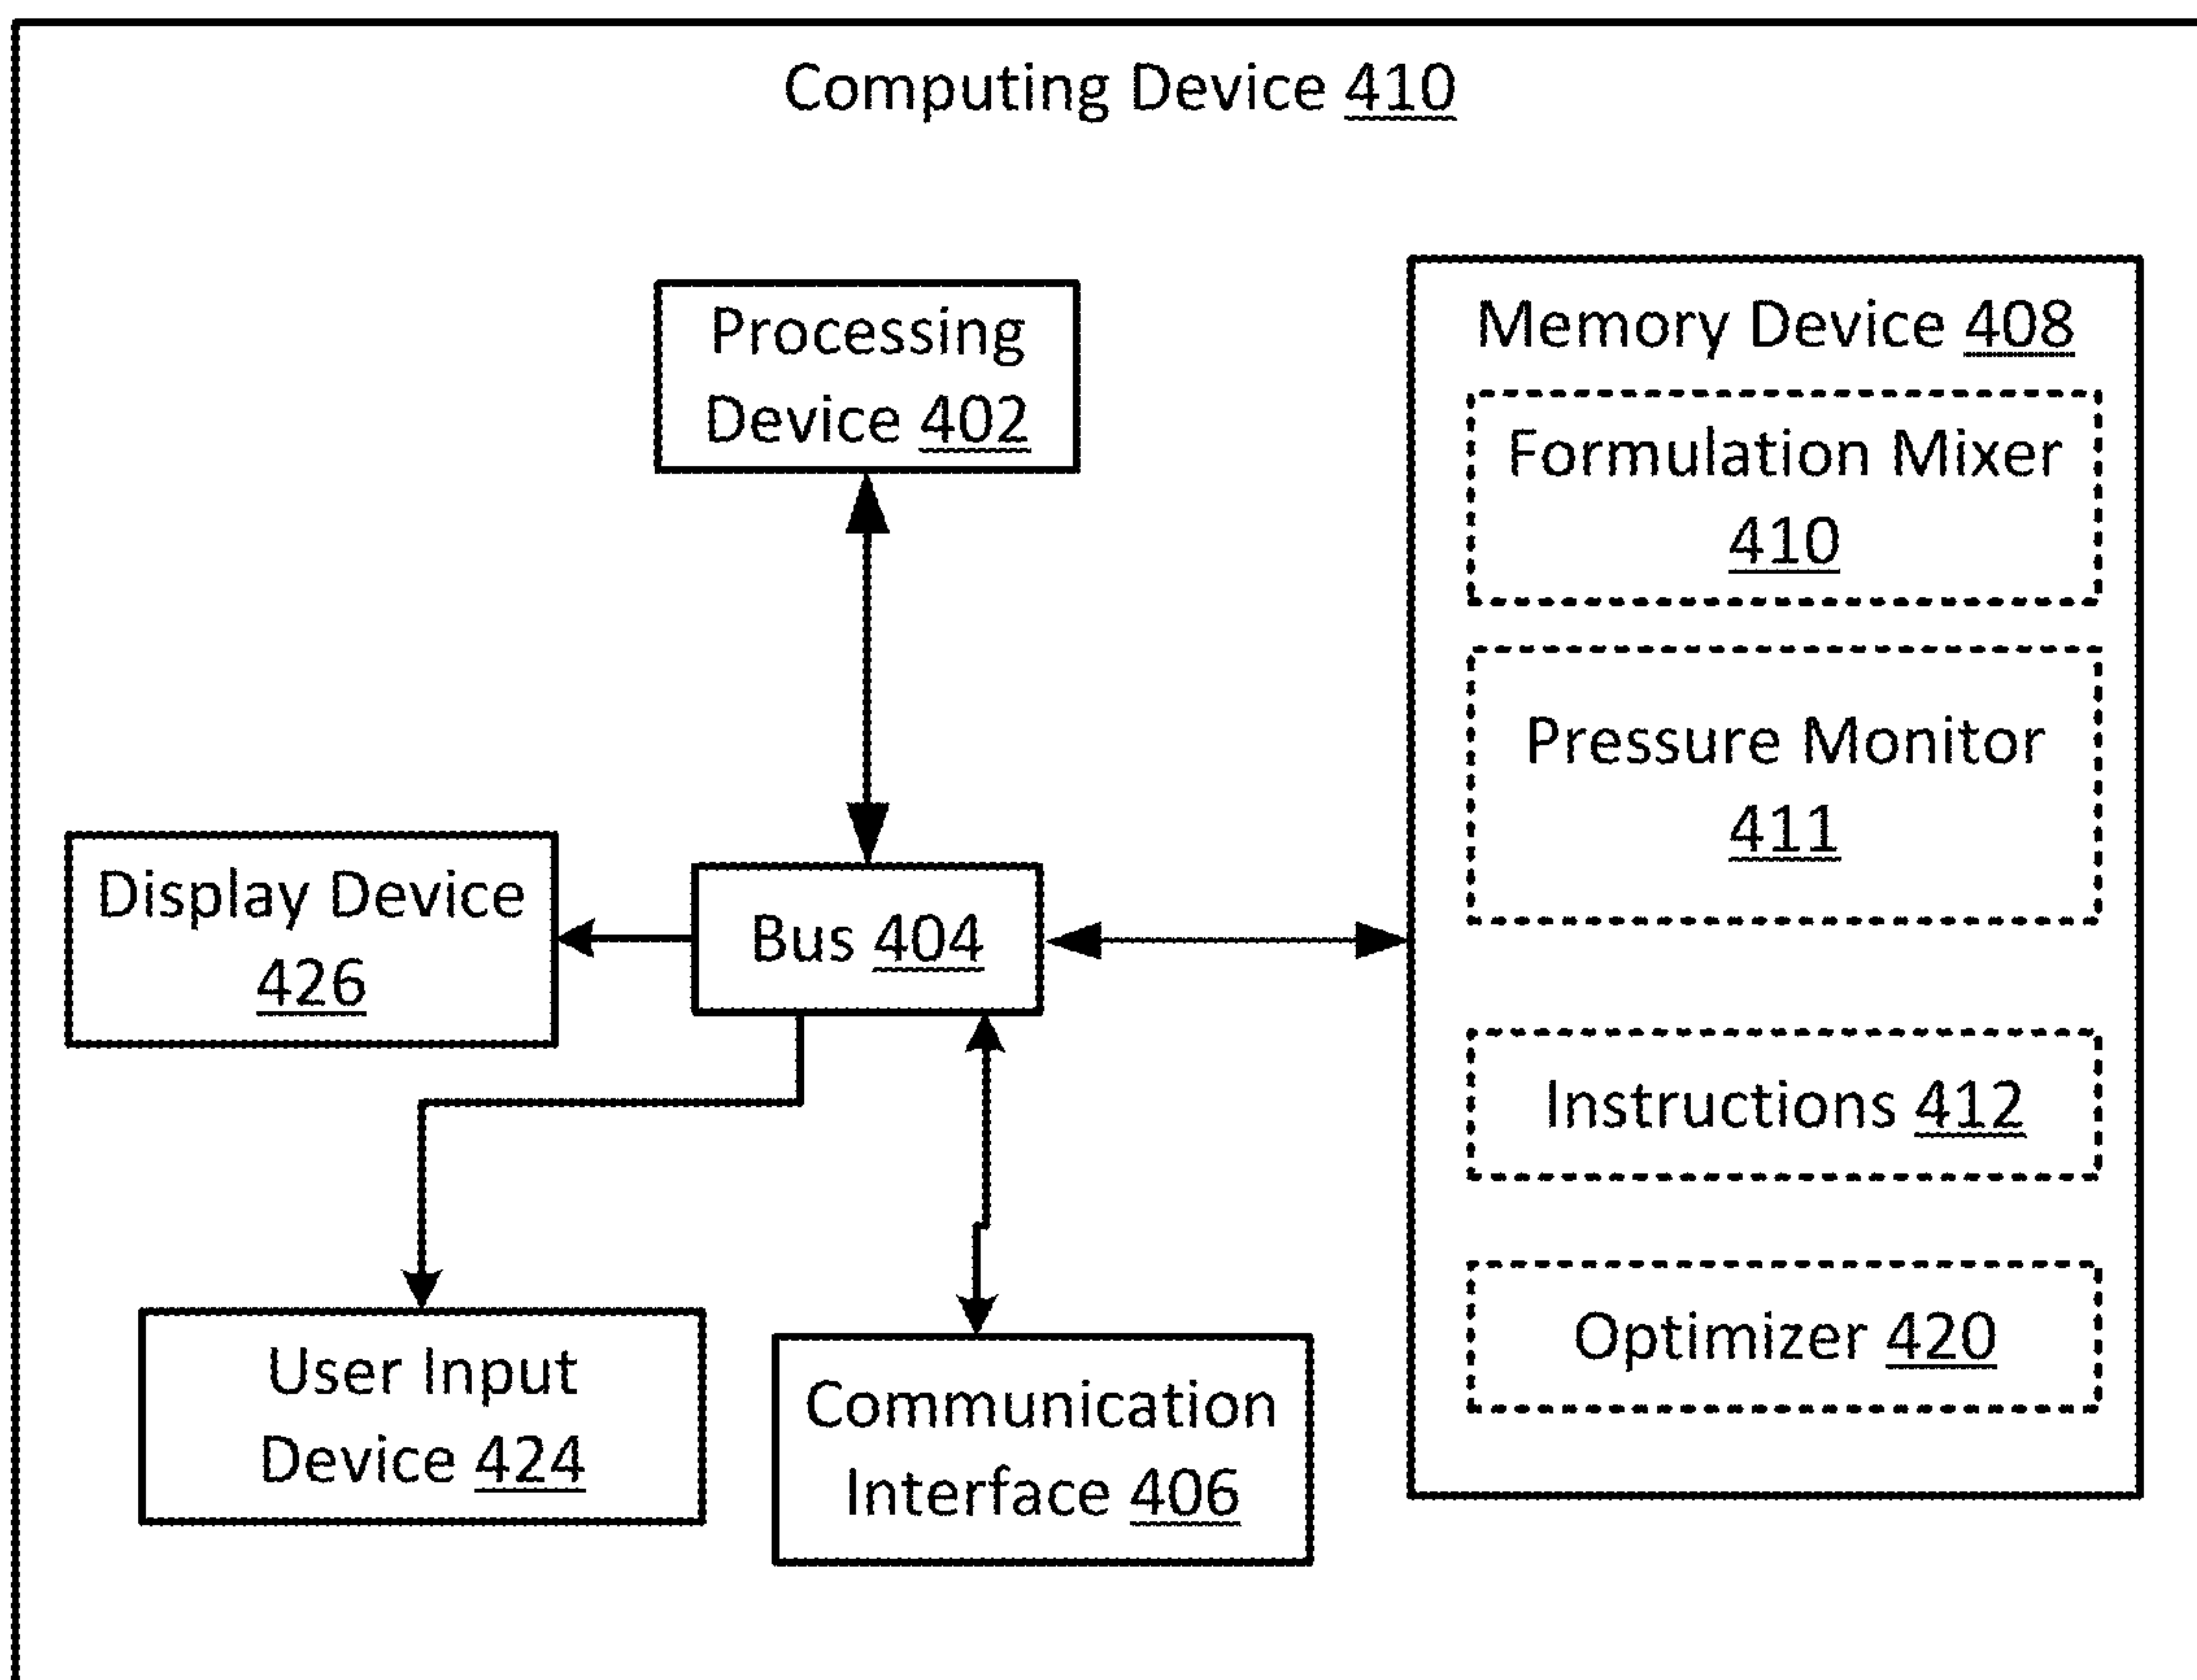 Computing Device 410
Processing
Device 402
Memory Device 408
Formulation Mixer
410
Pressure Monitor
411
Display Device
426
Bus 404
Instructions 412
User Input
Device 424
Communication
Interface 406
Optimizer 420